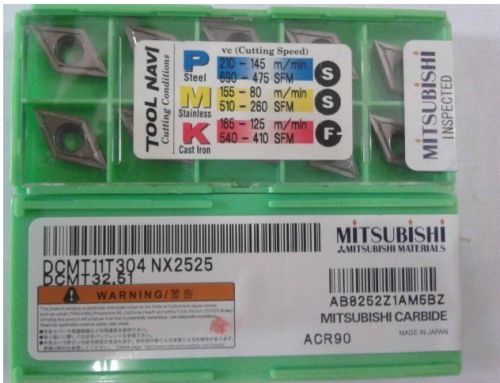 TOOL NAVI
Cutting Conditions
vc (Cutting Speed)
P
Steel
210 - 145 m/min
690 - 475 SFM
S
M
Stainless
155 - 80 m/min
510 - 260 SFM
S
K
Cast Iron
165 - 125 m/min
540 - 410 SFM
F
MITSUBISHI
INSPECTED
DCMT11T304 NX2525
DCMT32.51
WARNING/警告
MITSUBISHI
MITSUBISHI MATERIALS
AB8252Z1AM5BZ
MITSUBISHI CARBIDE
ACR90
MADE IN JAPAN